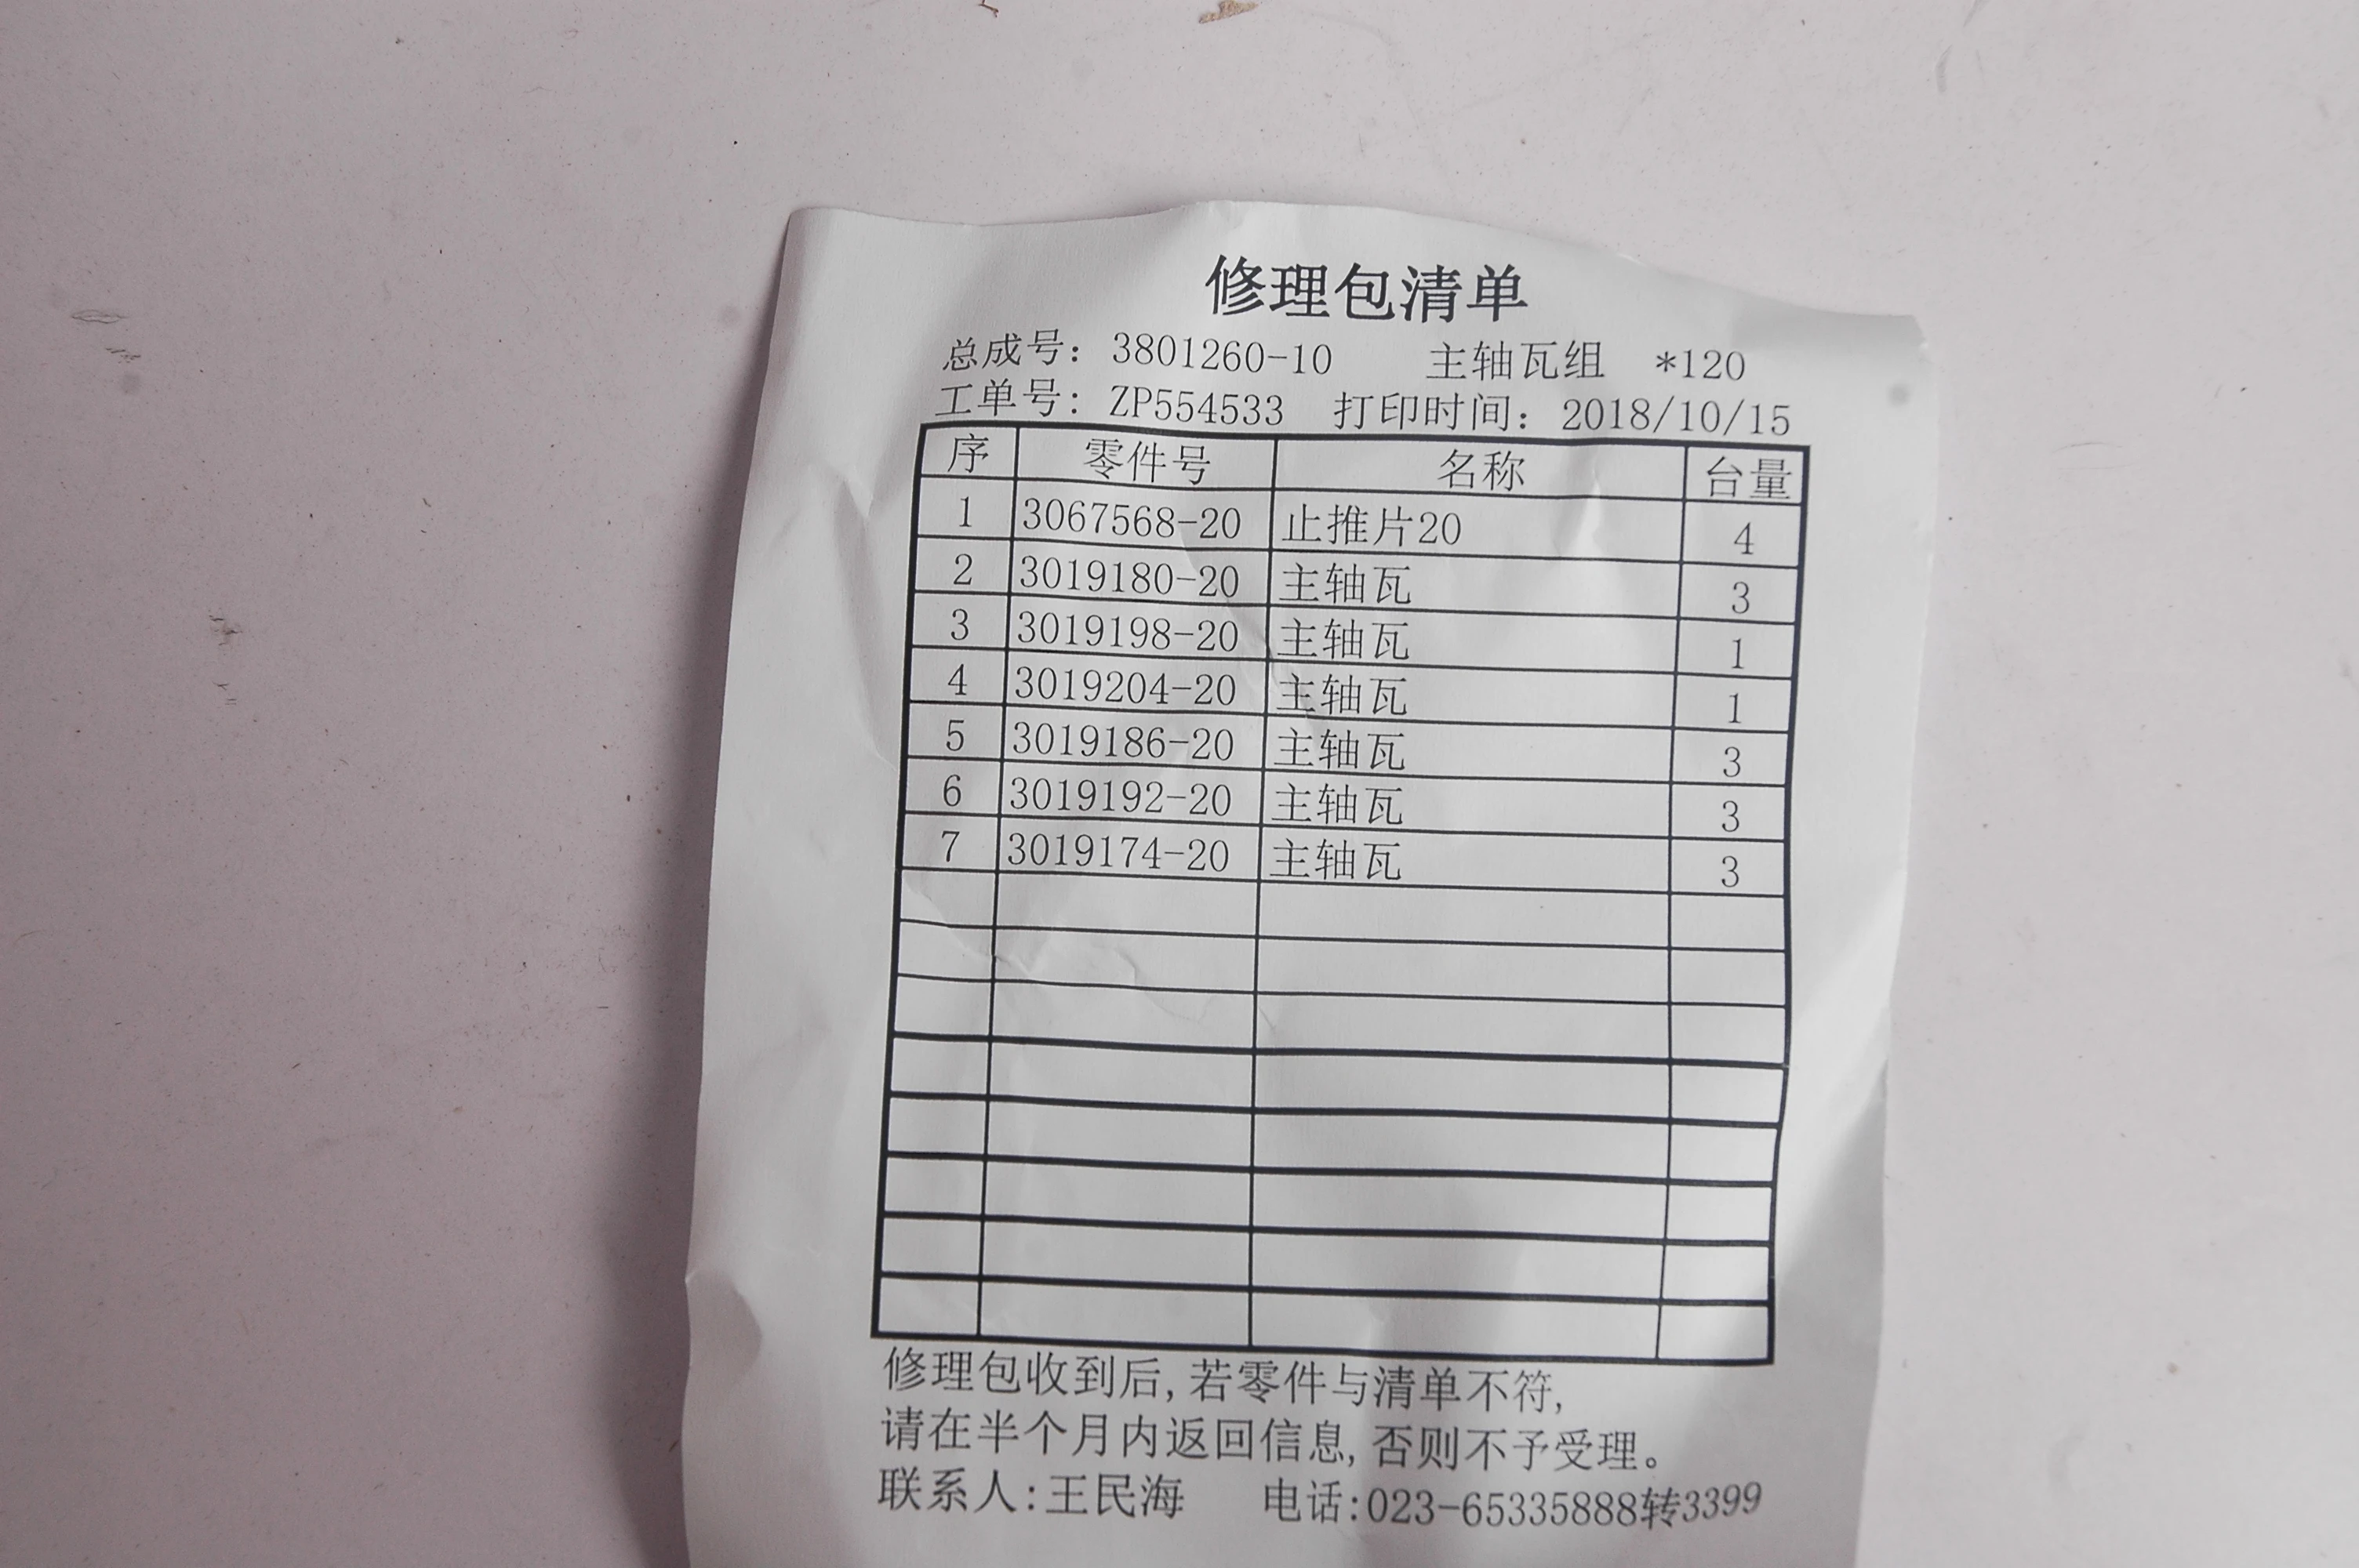 修理包清单
总成号: 3801260-10 主轴瓦组 *120
工单号: ZP554533 打印时间: 2018/10/15
序 零件号 名称 台量
1 3067568-20 止推片20 4
2 3019180-20 主轴瓦 3
3 3019198-20 主轴瓦 1
4 3019204-20 主轴瓦 1
5 3019186-20 主轴瓦 3
6 3019192-20 主轴瓦 3
7 3019174-20 主轴瓦 3
修理包收到后,若零件与清单不符,
请在半个月内返回信息,否则不予受理。
联系人:王民海 电话:023-65335888转3399